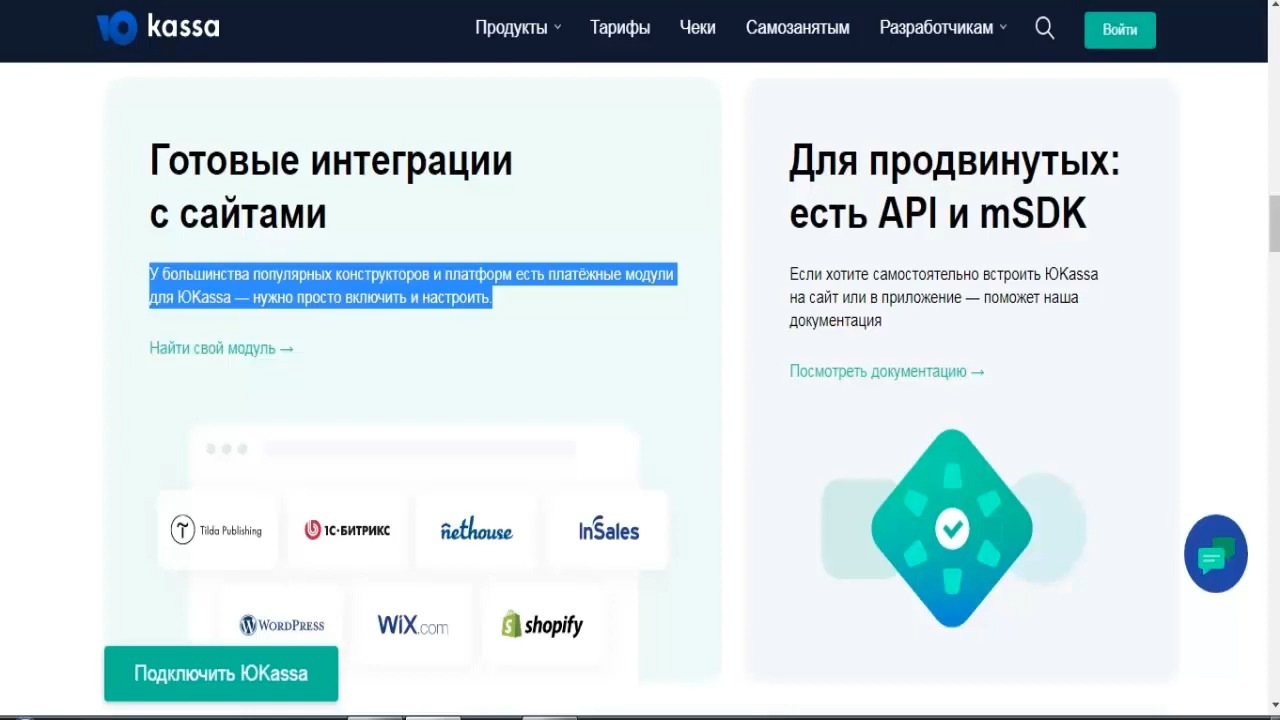 Ю kassa
Продукты
Тарифы
Чеки
Самозанятым
Разработчикам
Войти
Готовые интеграции
с сайтами
У большинства популярных конструкторов и платформ есть платёжные модули
для ЮKassa — нужно просто включить и настроить.
Найти свой модуль →
Tilda Publishing
1С-БИТРИКС
nethouse
InSales
WORDPRESS
WiX.com
shopify
Подключить ЮKassa
Для продвинутых:
есть API и mSDK
Если хотите самостоятельно встроить ЮKassa
на сайт или в приложение — поможет наша
документация
Посмотреть документацию →